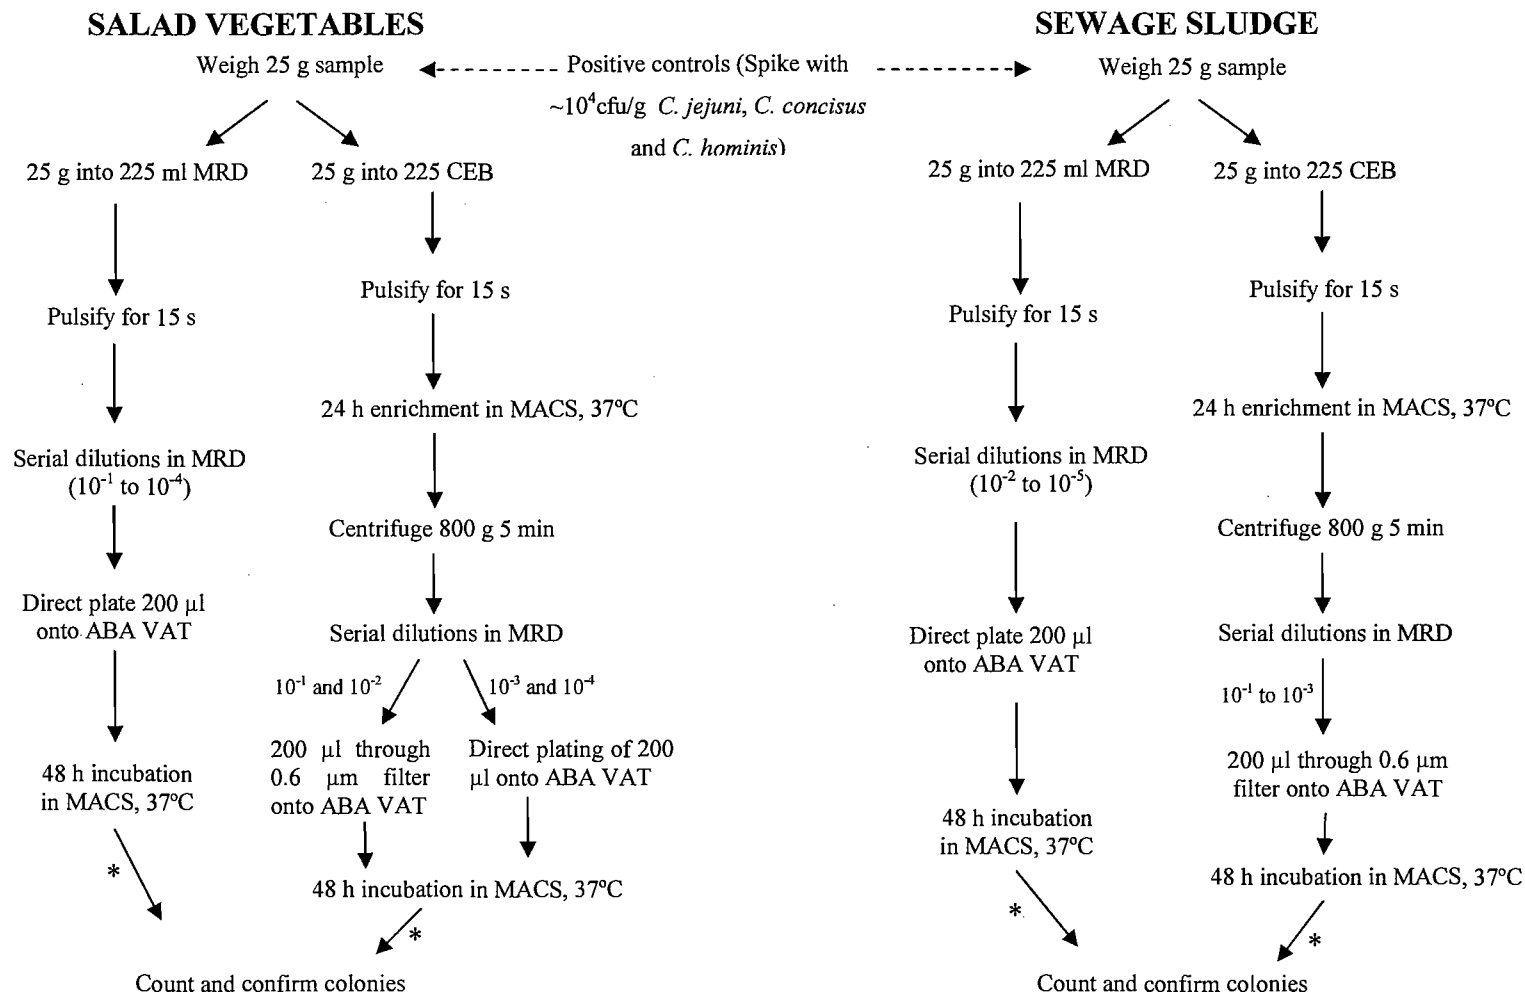 SALAD VEGETABLES
Weigh 25 g sample
25 g into 225 ml MRD
25 g into 225 CEB
Pulsify for 15 s
Pulsify for 15 s
24 h enrichment in MACS, 37ºC
Serial dilutions in MRD
(10⁻¹ to 10⁻⁴)
Centrifuge 800 g 5 min
Direct plate 200 µl
onto ABA VAT
Serial dilutions in MRD
10⁻¹ and 10⁻²
10⁻³ and 10⁻⁴
200 µl through
0.6 µm filter
onto ABA VAT
Direct plating of 200
µl onto ABA VAT
48 h incubation
in MACS, 37ºC
*
48 h incubation in MACS, 37ºC
*
Count and confirm colonies
Positive controls (Spike with
~10⁴cfu/g C. jejuni, C. concisus
and C. hominis)
SEWAGE SLUDGE
Weigh 25 g sample
25 g into 225 ml MRD
25 g into 225 CEB
Pulsify for 15 s
Pulsify for 15 s
24 h enrichment in MACS, 37ºC
Serial dilutions in MRD
(10⁻² to 10⁻⁵)
Centrifuge 800 g 5 min
Direct plate 200 µl
onto ABA VAT
Serial dilutions in MRD
10⁻¹ to 10⁻³
200 µl through 0.6 µm
filter onto ABA VAT
48 h incubation
in MACS, 37ºC
*
48 h incubation in MACS, 37ºC
*
Count and confirm colonies